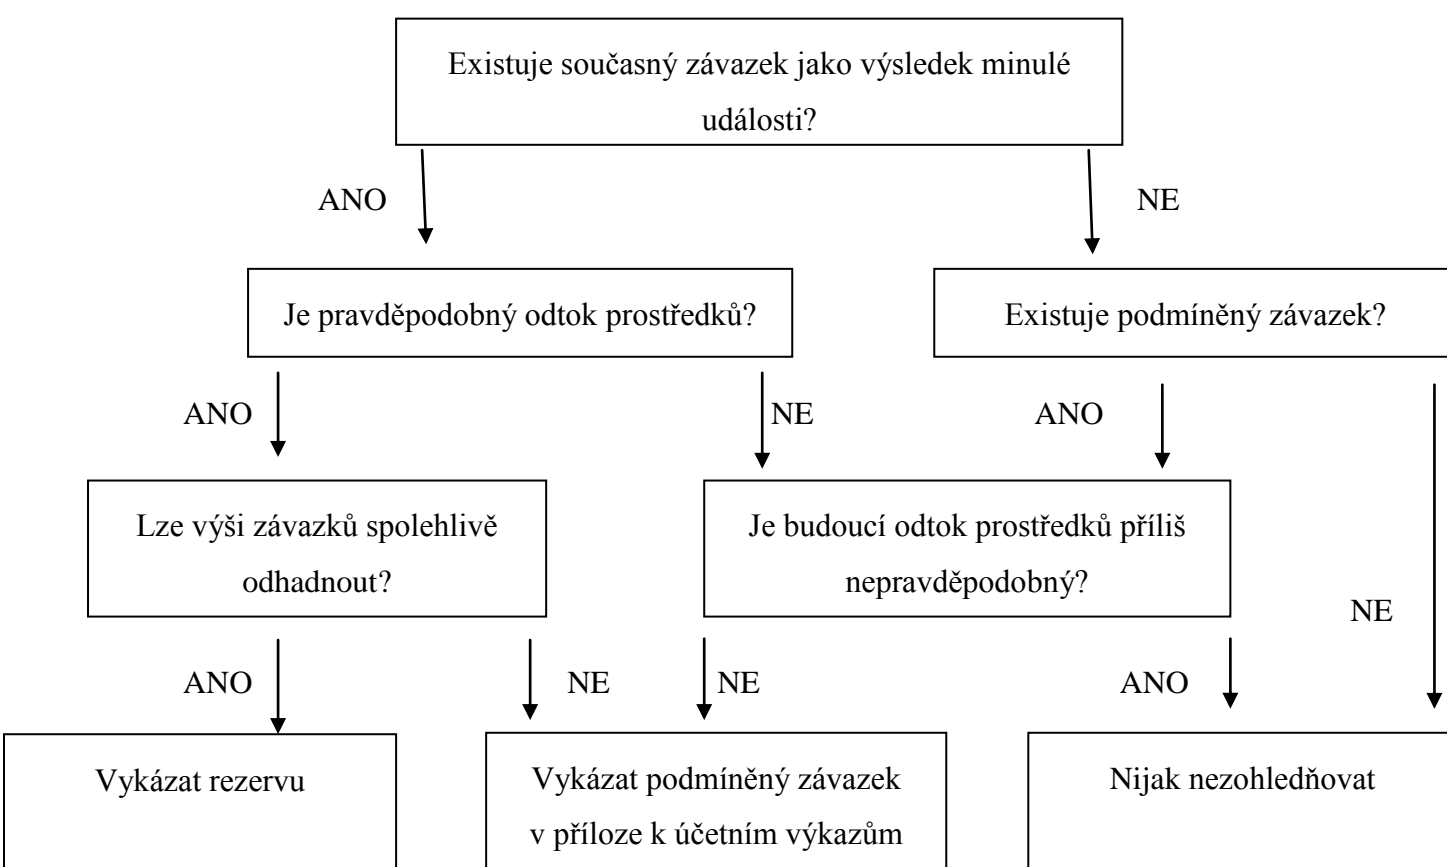 Existuje současný závazek jako výsledek minulé
události?
ANO
NE
Je pravděpodobný odtok prostředků?
Existuje podmíněný závazek?
ANO
NE
ANO
Lze výši závazků spolehlivě
odhadnout?
Je budoucí odtok prostředků příliš
nepravděpodobný?
NE
ANO
NE
NE
ANO
Vykázat rezervu
Vykázat podmíněný závazek
v příloze k účetním výkazům
Nijak nezohledňovat